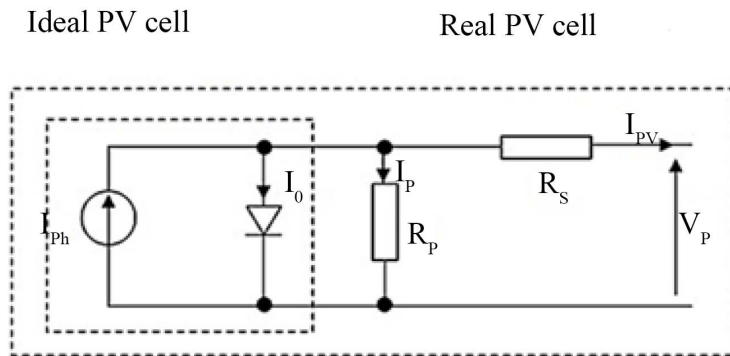 Ideal PV cell
Real PV cell
I_PV
I_0
I_P
R_S
I_Ph
R_P
V_P